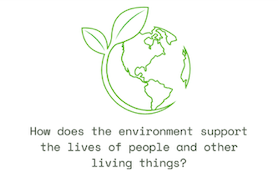 How does the environment support
the lives of people and other
living things?